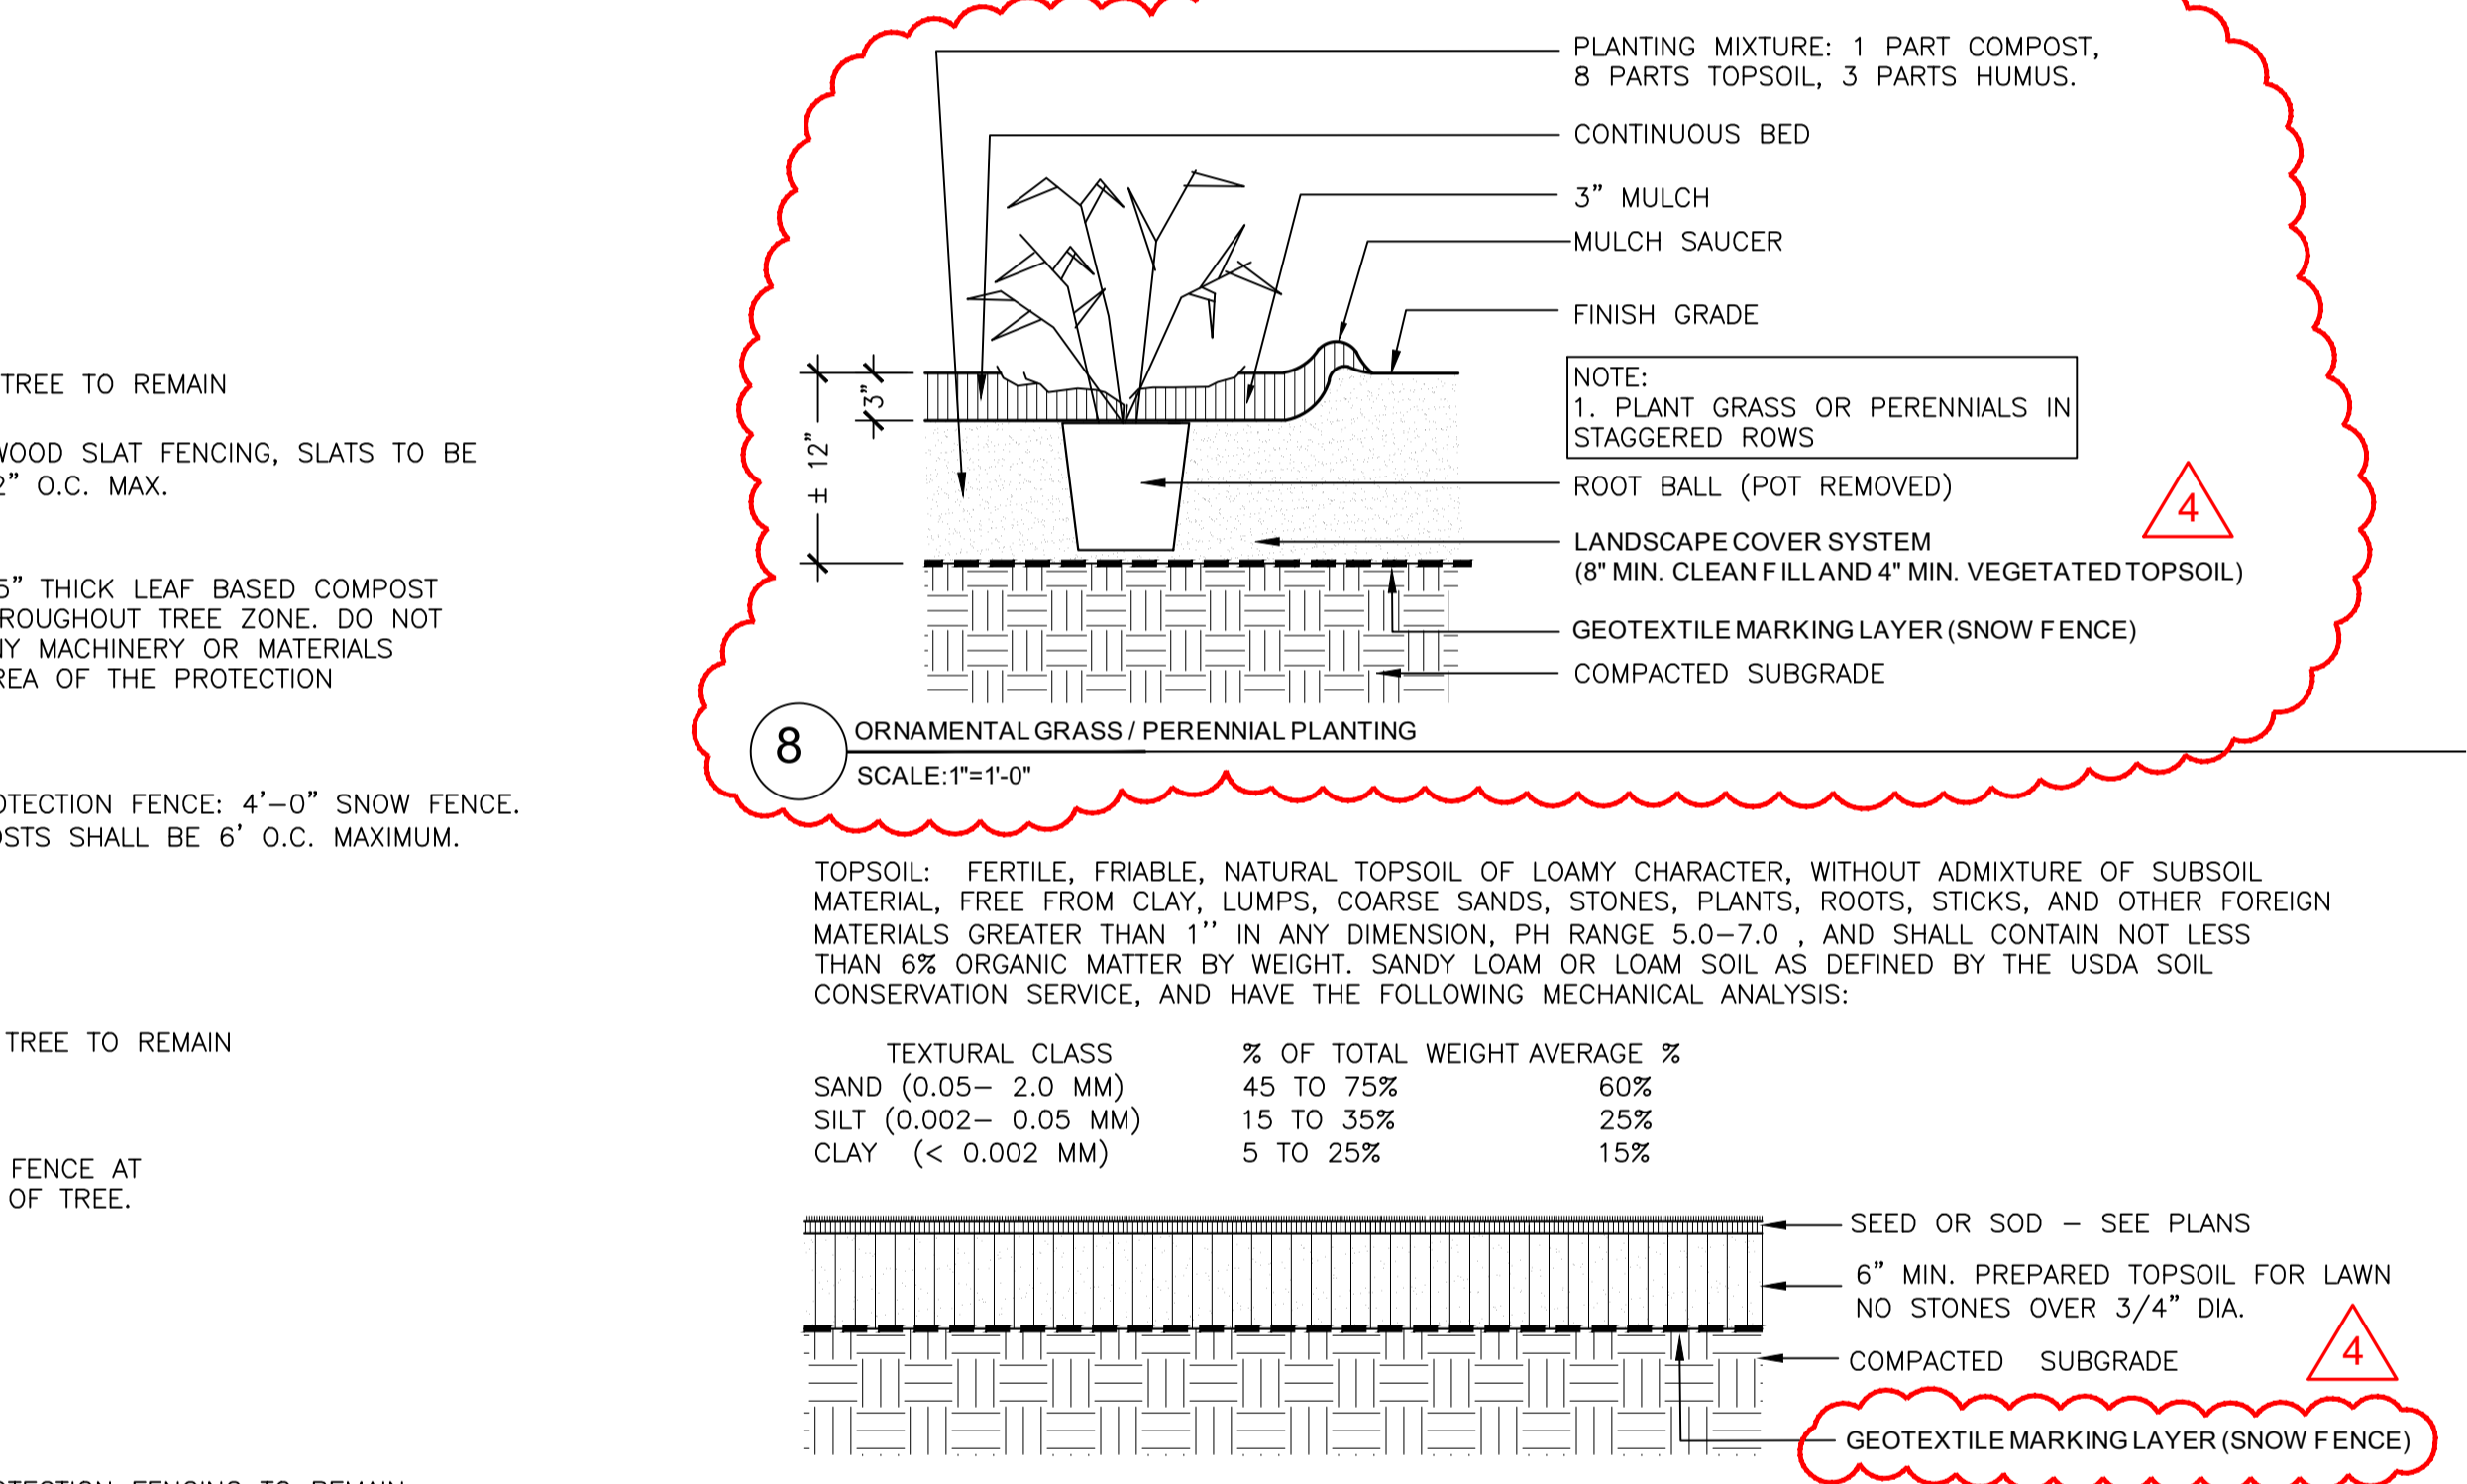 TREE TO REMAIN
WOOD SLAT FENCING, SLATS TO BE
2" O.C. MAX.
5" THICK LEAF BASED COMPOST
ROUGHOUT TREE ZONE. DO NOT
NY MACHINERY OR MATERIALS
REA OF THE PROTECTION
OTECTION FENCE: 4'-0" SNOW FENCE.
OSTS SHALL BE 6' O.C. MAXIMUM.
TREE TO REMAIN
FENCE AT
OF TREE.
OTECTION FENCING TO REMAIN
PLANTING MIXTURE: 1 PART COMPOST,
8 PARTS TOPSOIL, 3 PARTS HUMUS.
CONTINUOUS BED
3" MULCH
MULCH SAUCER
FINISH GRADE
NOTE:
1. PLANT GRASS OR PERENNIALS IN
STAGGERED ROWS
3"
± 12"
ROOT BALL (POT REMOVED)
4
LANDSCAPE COVER SYSTEM
(8" MIN. CLEAN FILL AND 4" MIN. VEGETATED TOPSOIL)
GEOTEXTILE MARKING LAYER (SNOW FENCE)
COMPACTED SUBGRADE
8
ORNAMENTAL GRASS / PERENNIAL PLANTING
SCALE:1"=1'-0"
TOPSOIL: FERTILE, FRIABLE, NATURAL TOPSOIL OF LOAMY CHARACTER, WITHOUT ADMIXTURE OF SUBSOIL
MATERIAL, FREE FROM CLAY, LUMPS, COARSE SANDS, STONES, PLANTS, ROOTS, STICKS, AND OTHER FOREIGN
MATERIALS GREATER THAN 1'' IN ANY DIMENSION, PH RANGE 5.0-7.0 , AND SHALL CONTAIN NOT LESS
THAN 6% ORGANIC MATTER BY WEIGHT. SANDY LOAM OR LOAM SOIL AS DEFINED BY THE USDA SOIL
CONSERVATION SERVICE, AND HAVE THE FOLLOWING MECHANICAL ANALYSIS:
TEXTURAL CLASS % OF TOTAL WEIGHT AVERAGE %
SAND (0.05- 2.0 MM) 45 TO 75% 60%
SILT (0.002- 0.05 MM) 15 TO 35% 25%
CLAY (< 0.002 MM) 5 TO 25% 15%
SEED OR SOD - SEE PLANS
6" MIN. PREPARED TOPSOIL FOR LAWN
NO STONES OVER 3/4" DIA.
4
COMPACTED SUBGRADE
GEOTEXTILE MARKING LAYER (SNOW FENCE)